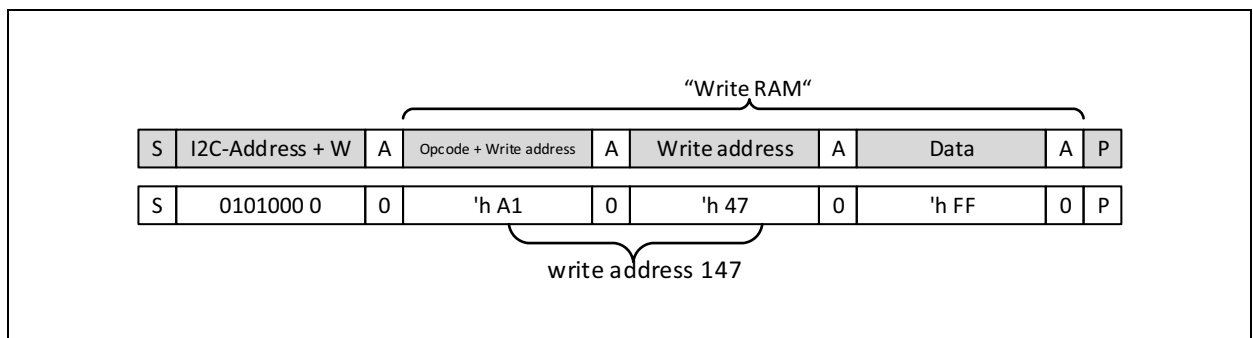 “Write RAM“
S I2C-Address + W A Opcode + Write address A Write address A Data A P
S 0101000 0 0 'h A1 0 'h 47 0 'h FF 0 P
write address 147